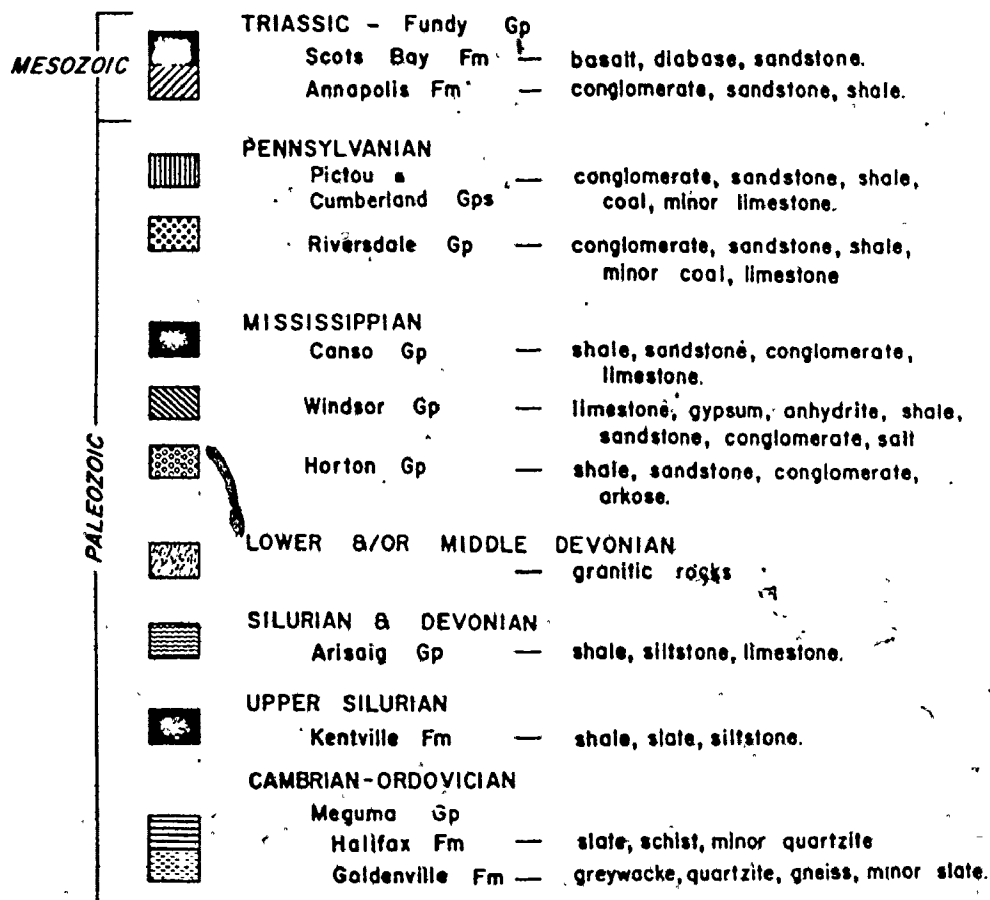 TRIASSIC - Fundy Gp
MESOZOIC
Scots Bay Fm — basalt, diabase, sandstone.
Annapolis Fm — conglomerate, sandstone, shale.
PENNSYLVANIAN
Pictou &
Cumberland Gps — conglomerate, sandstone, shale,
coal, minor limestone.
Riversdale Gp — conglomerate, sandstone, shale,
minor coal, limestone
PALEOZOIC
MISSISSIPPIAN
Canso Gp — shale, sandstone, conglomerate,
limestone.
Windsor Gp — limestone, gypsum, anhydrite, shale,
sandstone, conglomerate, salt
Horton Gp — shale, sandstone, conglomerate,
arkose.
LOWER &/OR MIDDLE DEVONIAN
— granitic rocks
SILURIAN & DEVONIAN
Arisaig Gp — shale, siltstone, limestone.
UPPER SILURIAN
Kentville Fm — shale, slate, siltstone.
CAMBRIAN-ORDOVICIAN
Meguma Gp
Halifax Fm — slate, schist, minor quartzite
Goldenville Fm — greywacke, quartzite, gneiss, minor slate.